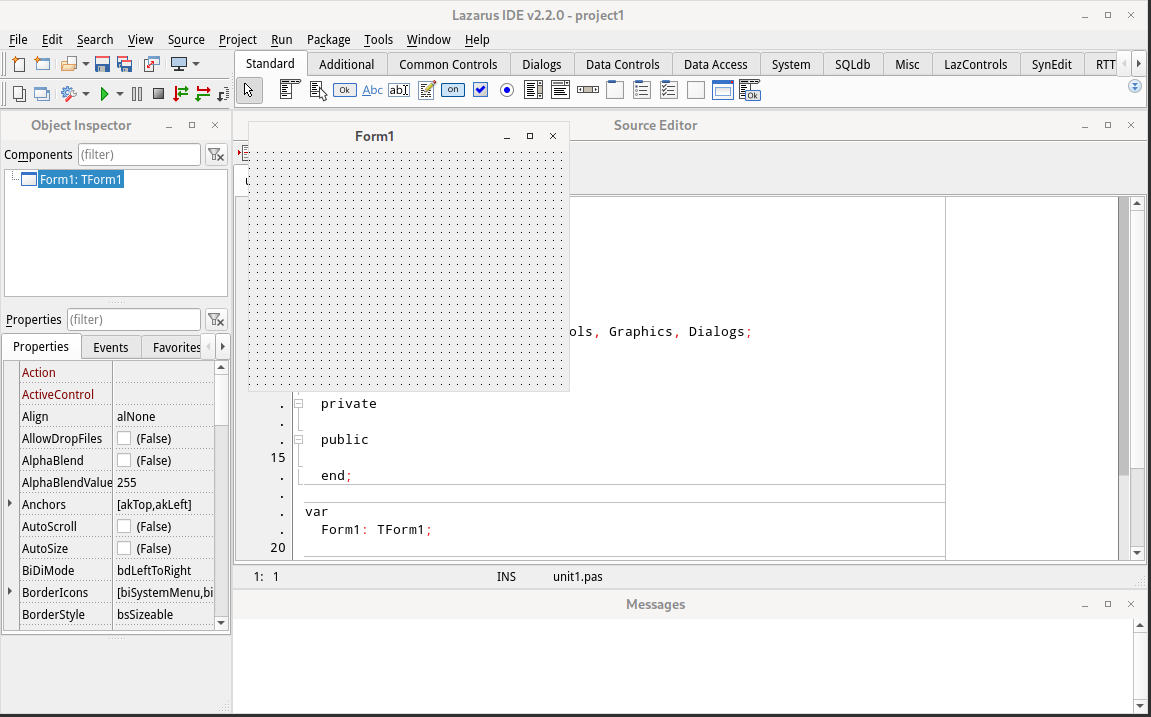 Lazarus IDE v2.2.0 - project1
File Edit Search View Source Project Run Package Tools Window Help
Standard Additional Common Controls Dialogs Data Controls Data Access System SQLdb Misc LazControls SynEdit RTT
Ok Abc abI on Ok
Object Inspector
Components (filter)
Form1: TForm1
Properties (filter)
Properties Events Favorites
Action
ActiveControl
Align alNone
AllowDropFiles (False)
AlphaBlend (False)
AlphaBlendValue 255
Anchors [akTop,akLeft]
AutoScroll (False)
AutoSize (False)
BiDiMode bdLeftToRight
BorderIcons [biSystemMenu,bi
BorderStyle bsSizeable
Form1
Source Editor
ols, Graphics, Dialogs;
. private
.
. public
15
. end;
.
. var
. Form1: TForm1;
20
1: 1 INS unit1.pas
Messages